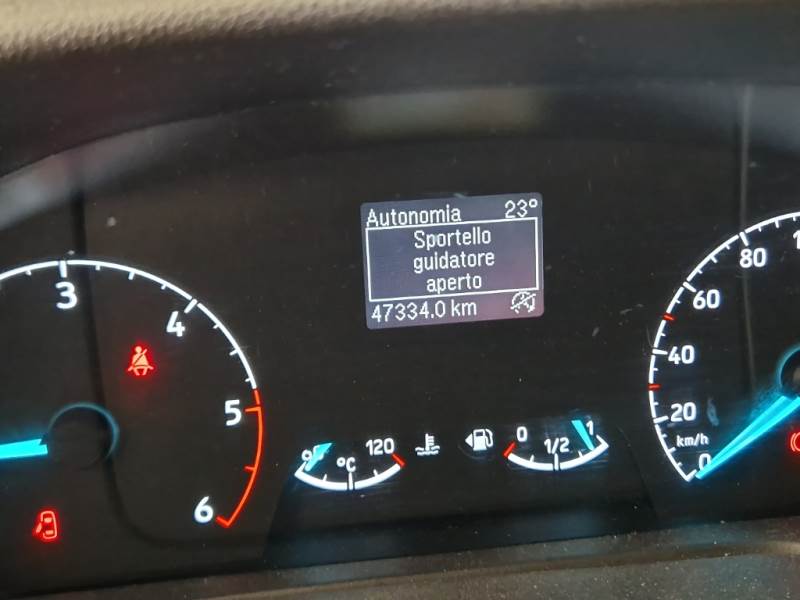 Autonomia 23°
Sportello
guidatore
aperto
47334.0 km
3
4
5
6
120
°C
0
1/2
1
80
60
40
20
0
km/h